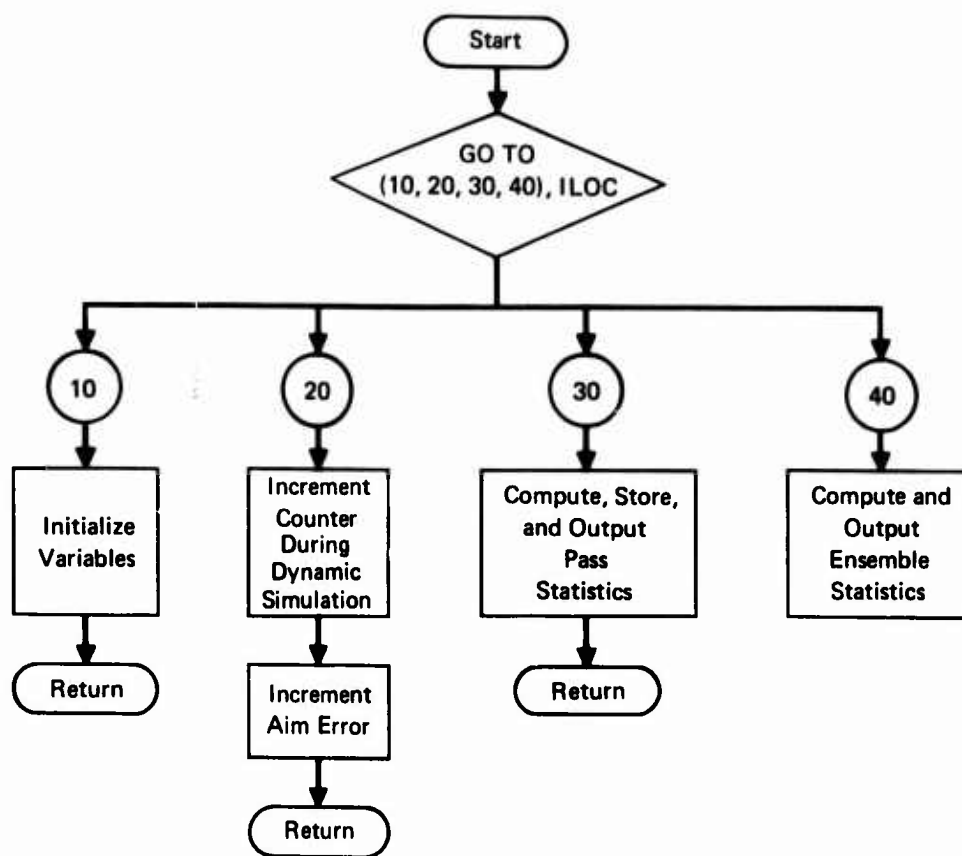 Start
GO TO
(10, 20, 30, 40), ILOC
10
20
30
40
Initialize
Variables
Increment
Counter
During
Dynamic
Simulation
Compute, Store,
and Output
Pass
Statistics
Compute and
Output
Ensemble
Statistics
Return
Increment
Aim Error
Return
Return